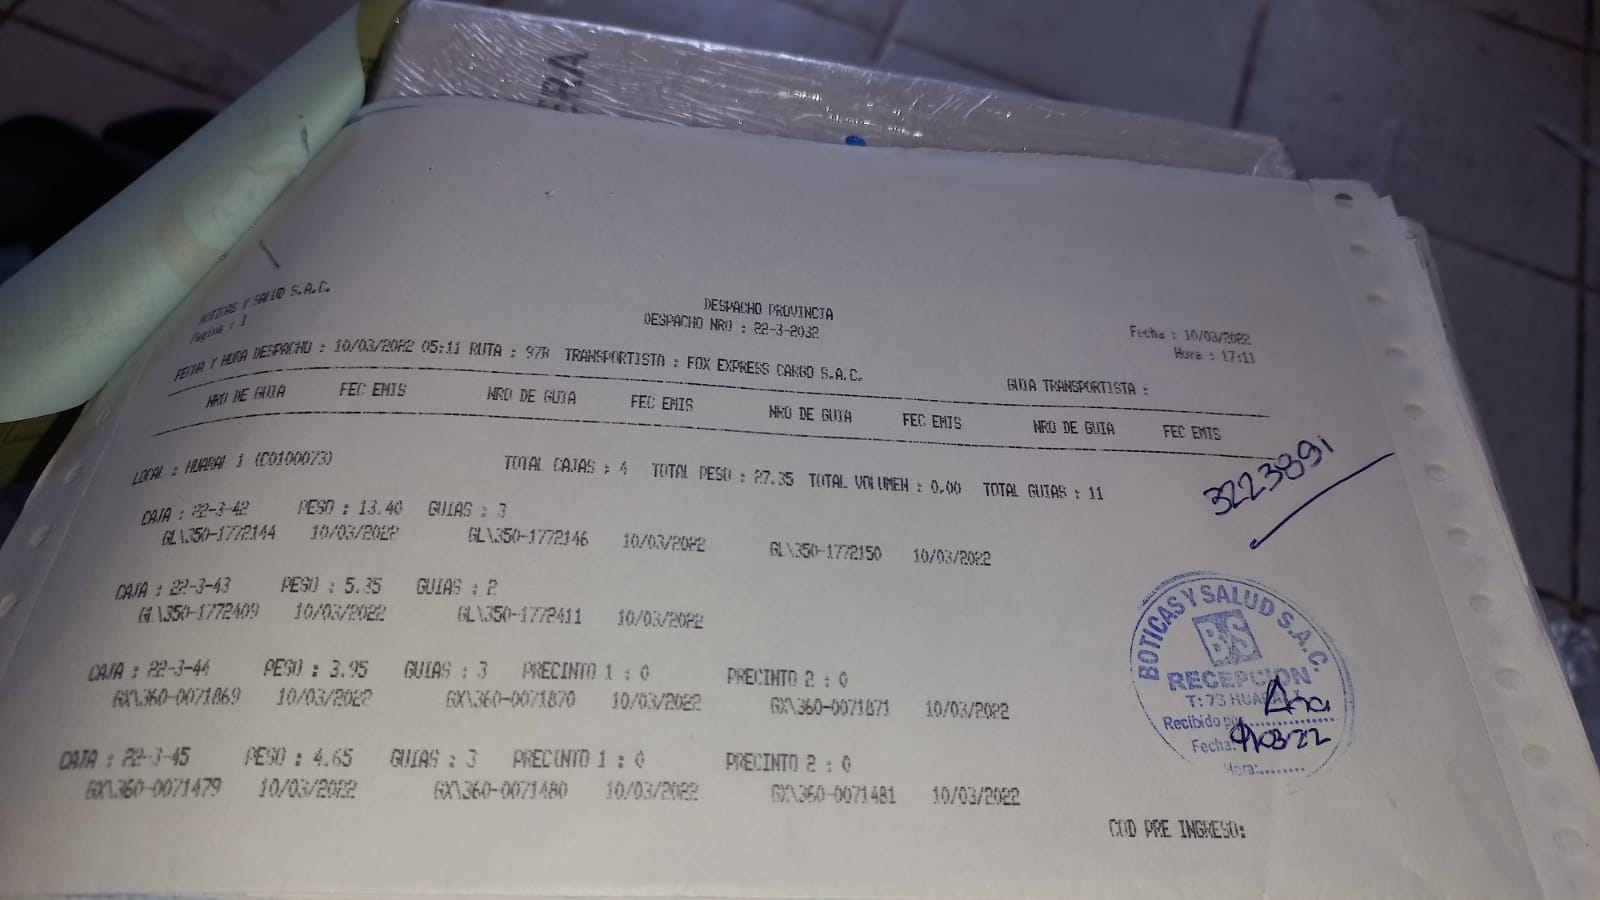 ERA
BOTICAS Y SALUD S.A.C.
Pagina : 1
DESPACHO PROVINCIA
DESPACHO NRO : 22-3-2032
Fecha : 10/03/2022
Hora : 17:11
FECHA Y HORA DESPACHO : 10/03/2022 05:11 RUTA : 97R TRANSPORTISTA : FOX EXPRESS CARGO S.A.C. GUIA TRANSPORTISTA :
NRO DE GUIA FEC EMIS NRO DE GUIA FEC EMIS NRO DE GUIA FEC EMIS NRO DE GUIA FEC EMIS
LOCAL : HUARAL 1 (C0100073) TOTAL CAJAS : 4 TOTAL PESO : 27.35 TOTAL VOLUMEN : 0.00 TOTAL GUIAS : 11
3223891
CAJA : 22-3-42 PESO : 13.40 GUIAS : 3
GL\350-1772144 10/03/2022 GL\350-1772146 10/03/2022 GL\350-1772150 10/03/2022
CAJA : 22-3-43 PESO : 5.35 GUIAS : 2
GL\350-1772409 10/03/2022 GL\350-1772411 10/03/2022
CAJA : 22-3-44 PESO : 3.95 GUIAS : 3 PRECINTO 1 : 0 PRECINTO 2 : 0
GX\360-0071869 10/03/2022 GX\360-0071870 10/03/2022 GX\360-0071871 10/03/2022
CAJA : 22-3-45 PESO : 4.65 GUIAS : 3 PRECINTO 1 : 0 PRECINTO 2 : 0
GX\360-0071479 10/03/2022 GX\360-0071480 10/03/2022 GX\360-0071481 10/03/2022
BOTICAS Y SALUD S.A.C.
B/S
RECEPCION
T: 73 HUARAL I
Recibido por: Ana
Fecha:
Hora:........
COD PRE INGRESO: